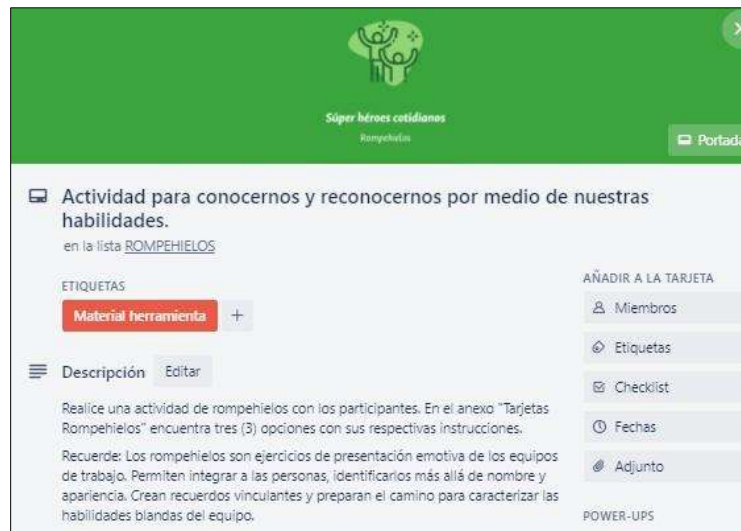 Súper héroes cotidianos
Rompehielos
Portada
Actividad para conocernos y reconocernos por medio de nuestras
habilidades.
en la lista ROMPEHIELOS
ETIQUETAS
Material herramienta
+
Descripción
Editar
Realice una actividad de rompehielos con los participantes. En el anexo "Tarjetas
Rompehielos" encuentra tres (3) opciones con sus respectivas instrucciones.
Recuerde: Los rompehielos son ejercicios de presentación emotiva de los equipos
de trabajo. Permiten integrar a las personas, identificarlos más allá de nombre y
apariencia. Crean recuerdos vinculantes y preparan el camino para caracterizar las
habilidades blandas del equipo.
AÑADIR A LA TARJETA
Miembros
Etiquetas
Checklist
Fechas
Adjunto
POWER-UPS